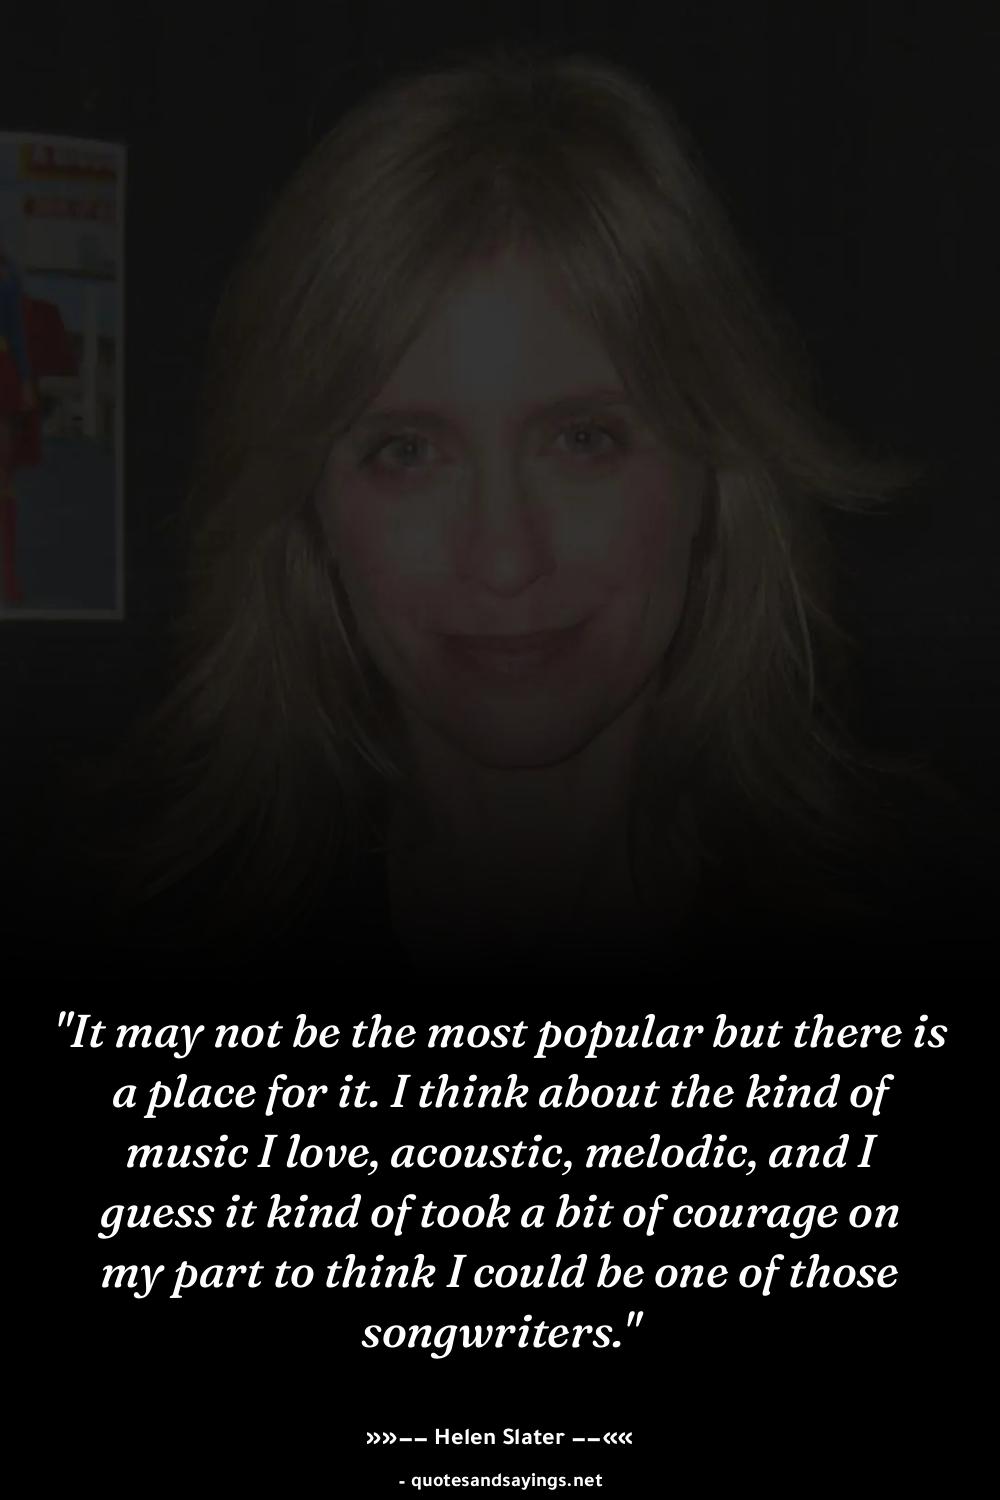 "It may not be the most popular but there is
a place for it. I think about the kind of
music I love, acoustic, melodic, and I
guess it kind of took a bit of courage on
my part to think I could be one of those
songwriters."
»»–– Helen Slater ––««
- quotesandsayings.net